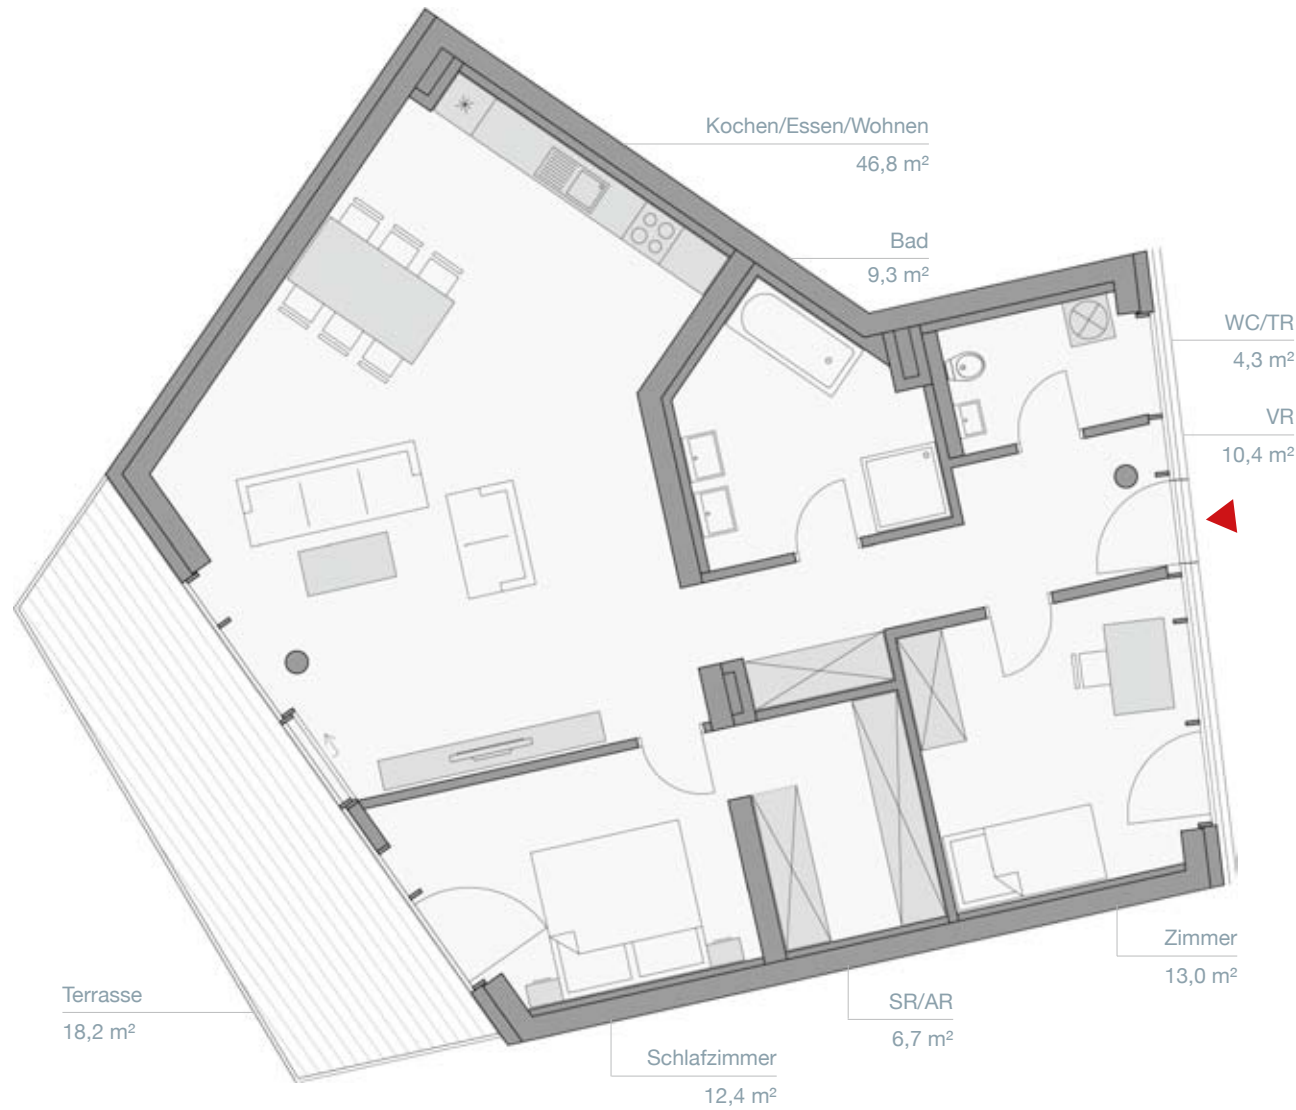 Kochen/Essen/Wohnen
46,8 m²
Bad
9,3 m²
WC/TR
4,3 m²
VR
10,4 m²
Zimmer
13,0 m²
SR/AR
6,7 m²
Schlafzimmer
12,4 m²
Terrasse
18,2 m²